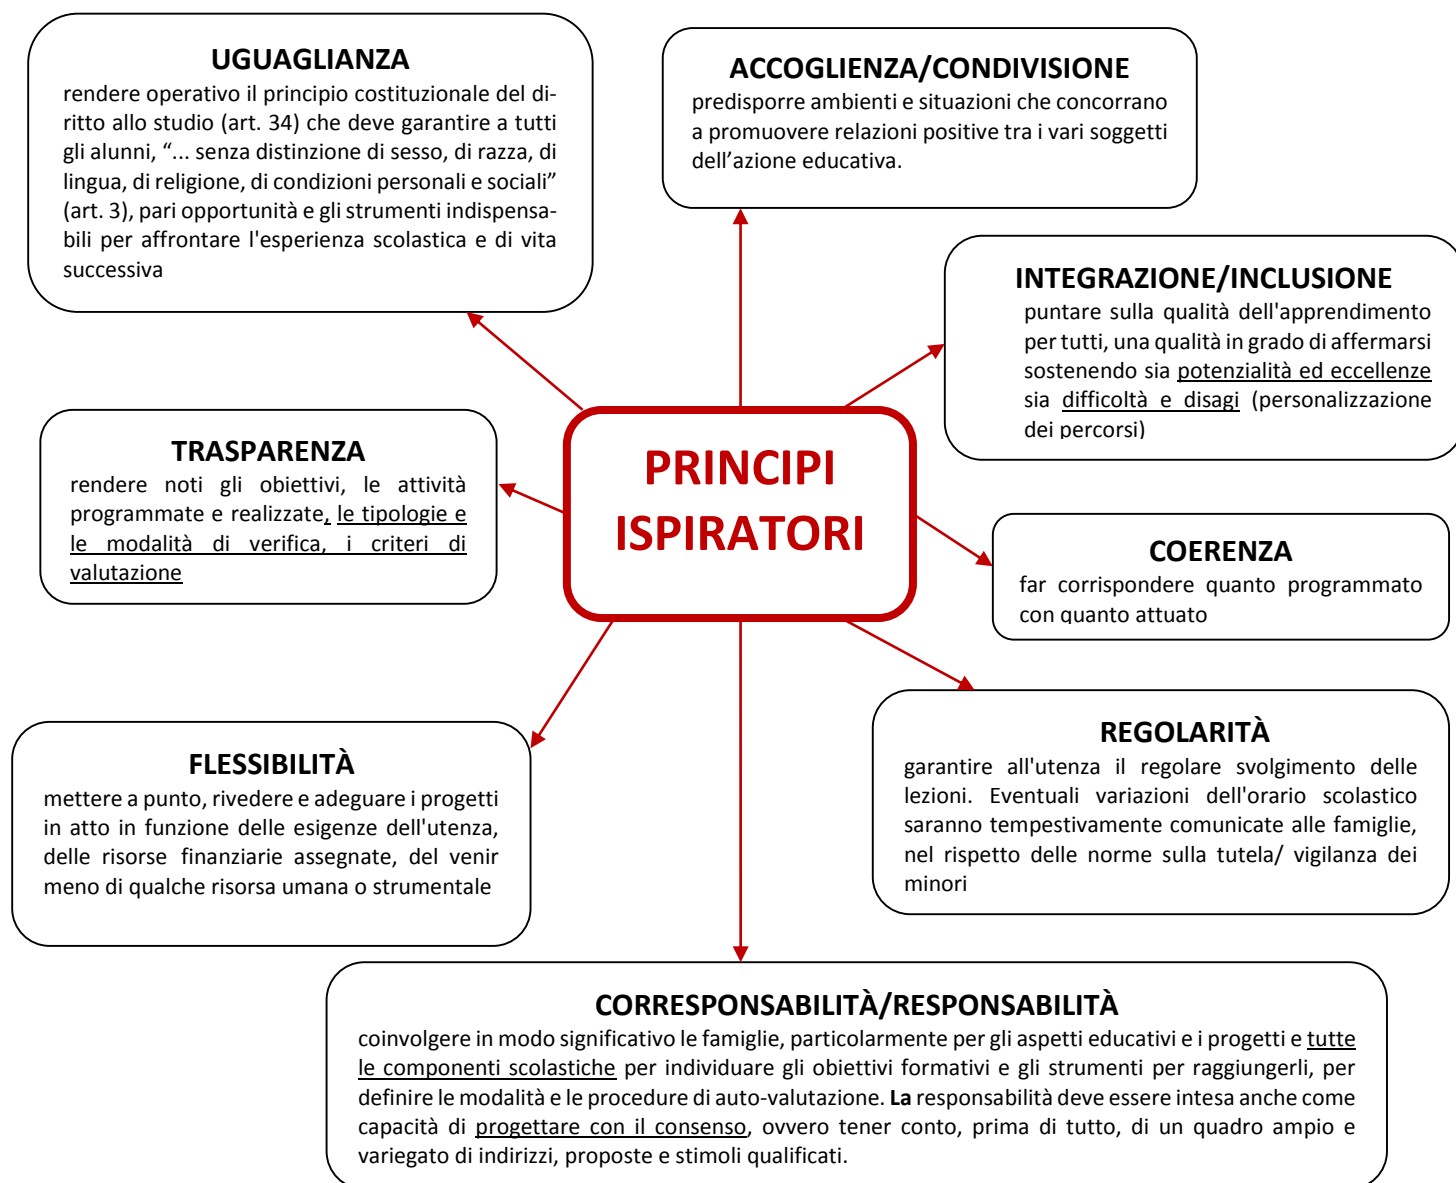 UGUAGLIANZA
rendere operativo il principio costituzionale del di-
ritto allo studio (art. 34) che deve garantire a tutti
gli alunni, “... senza distinzione di sesso, di razza, di
lingua, di religione, di condizioni personali e sociali”
(art. 3), pari opportunità e gli strumenti indispensa-
bili per affrontare l'esperienza scolastica e di vita
successiva
ACCOGLIENZA/CONDIVISIONE
predisporre ambienti e situazioni che concorrano
a promuovere relazioni positive tra i vari soggetti
dell’azione educativa.
INTEGRAZIONE/INCLUSIONE
puntare sulla qualità dell'apprendimento
per tutti, una qualità in grado di affermarsi
sostenendo sia potenzialità ed eccellenze
sia difficoltà e disagi (personalizzazione
dei percorsi)
TRASPARENZA
rendere noti gli obiettivi, le attività
programmate e realizzate, le tipologie e
le modalità di verifica, i criteri di
valutazione
PRINCIPI
ISPIRATORI
COERENZA
far corrispondere quanto programmato
con quanto attuato
FLESSIBILITÀ
mettere a punto, rivedere e adeguare i progetti
in atto in funzione delle esigenze dell'utenza,
delle risorse finanziarie assegnate, del venir
meno di qualche risorsa umana o strumentale
REGOLARITÀ
garantire all'utenza il regolare svolgimento delle
lezioni. Eventuali variazioni dell'orario scolastico
saranno tempestivamente comunicate alle famiglie,
nel rispetto delle norme sulla tutela/ vigilanza dei
minori
CORRESPONSABILITÀ/RESPONSABILITÀ
coinvolgere in modo significativo le famiglie, particolarmente per gli aspetti educativi e i progetti e tutte
le componenti scolastiche per individuare gli obiettivi formativi e gli strumenti per raggiungerli, per
definire le modalità e le procedure di auto-valutazione. La responsabilità deve essere intesa anche come
capacità di progettare con il consenso, ovvero tener conto, prima di tutto, di un quadro ampio e
variegato di indirizzi, proposte e stimoli qualificati.